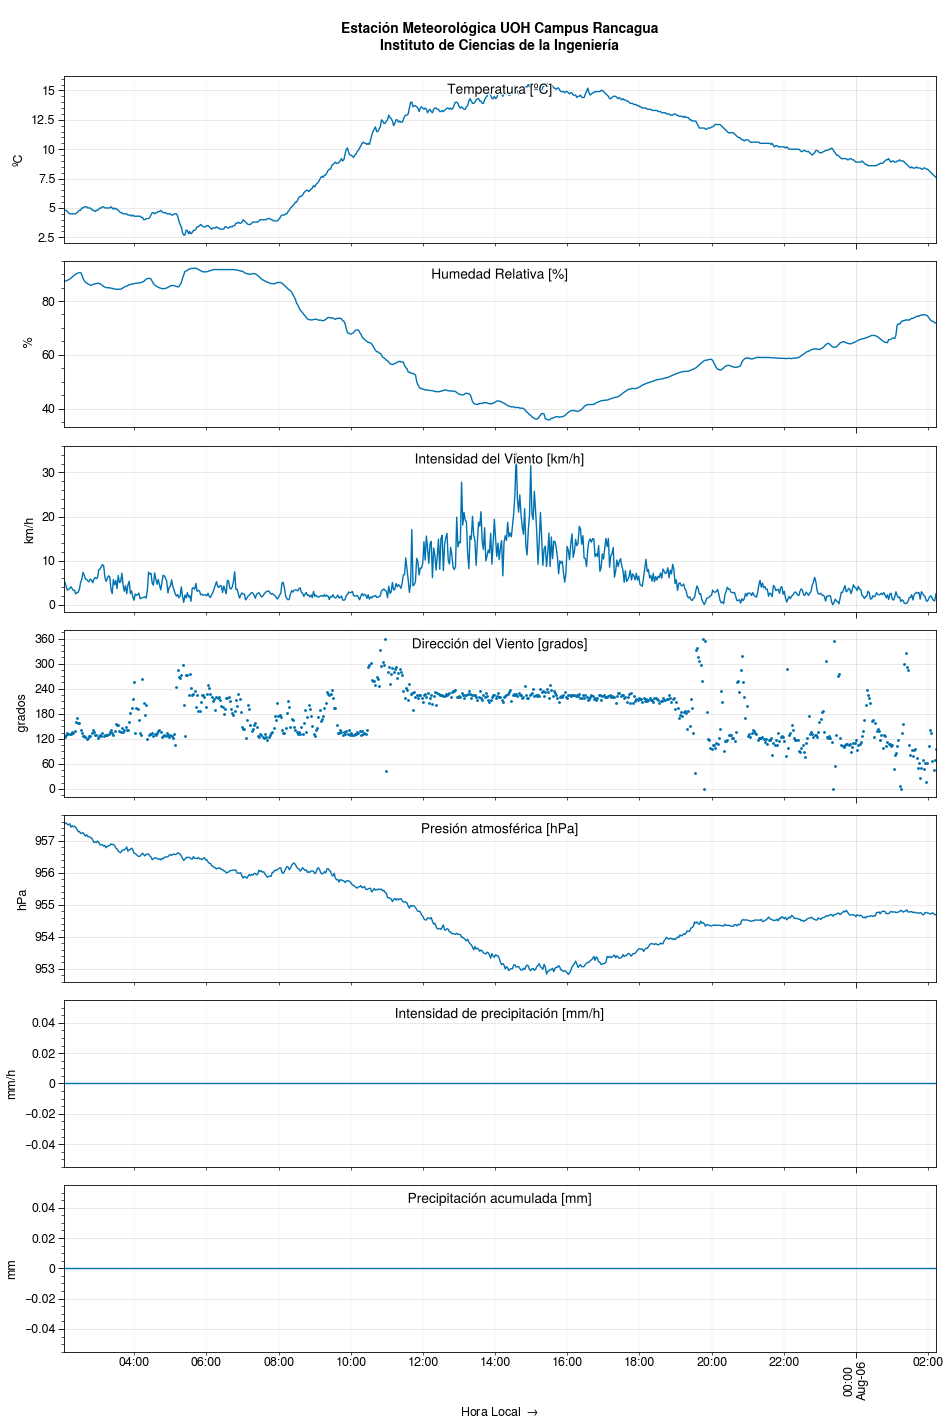 Estación Meteorológica UOH Campus Rancagua
Instituto de Ciencias de la Ingeniería
Temperatura [ºC]
15
12.5
10
7.5
5
2.5
ºC
Humedad Relativa [%]
80
60
40
%
Intensidad del Viento [km/h]
30
20
10
0
km/h
Dirección del Viento [grados]
360
300
240
180
120
60
0
grados
Presión atmosférica [hPa]
957
956
955
954
953
hPa
Intensidad de precipitación [mm/h]
0.04
0.02
0
−0.02
−0.04
mm/h
Precipitación acumulada [mm]
0.04
0.02
0
−0.02
−0.04
mm
04:00 06:00 08:00 10:00 12:00 14:00 16:00 18:00 20:00 22:00 00:00 02:00
Aug-06
Hora Local →